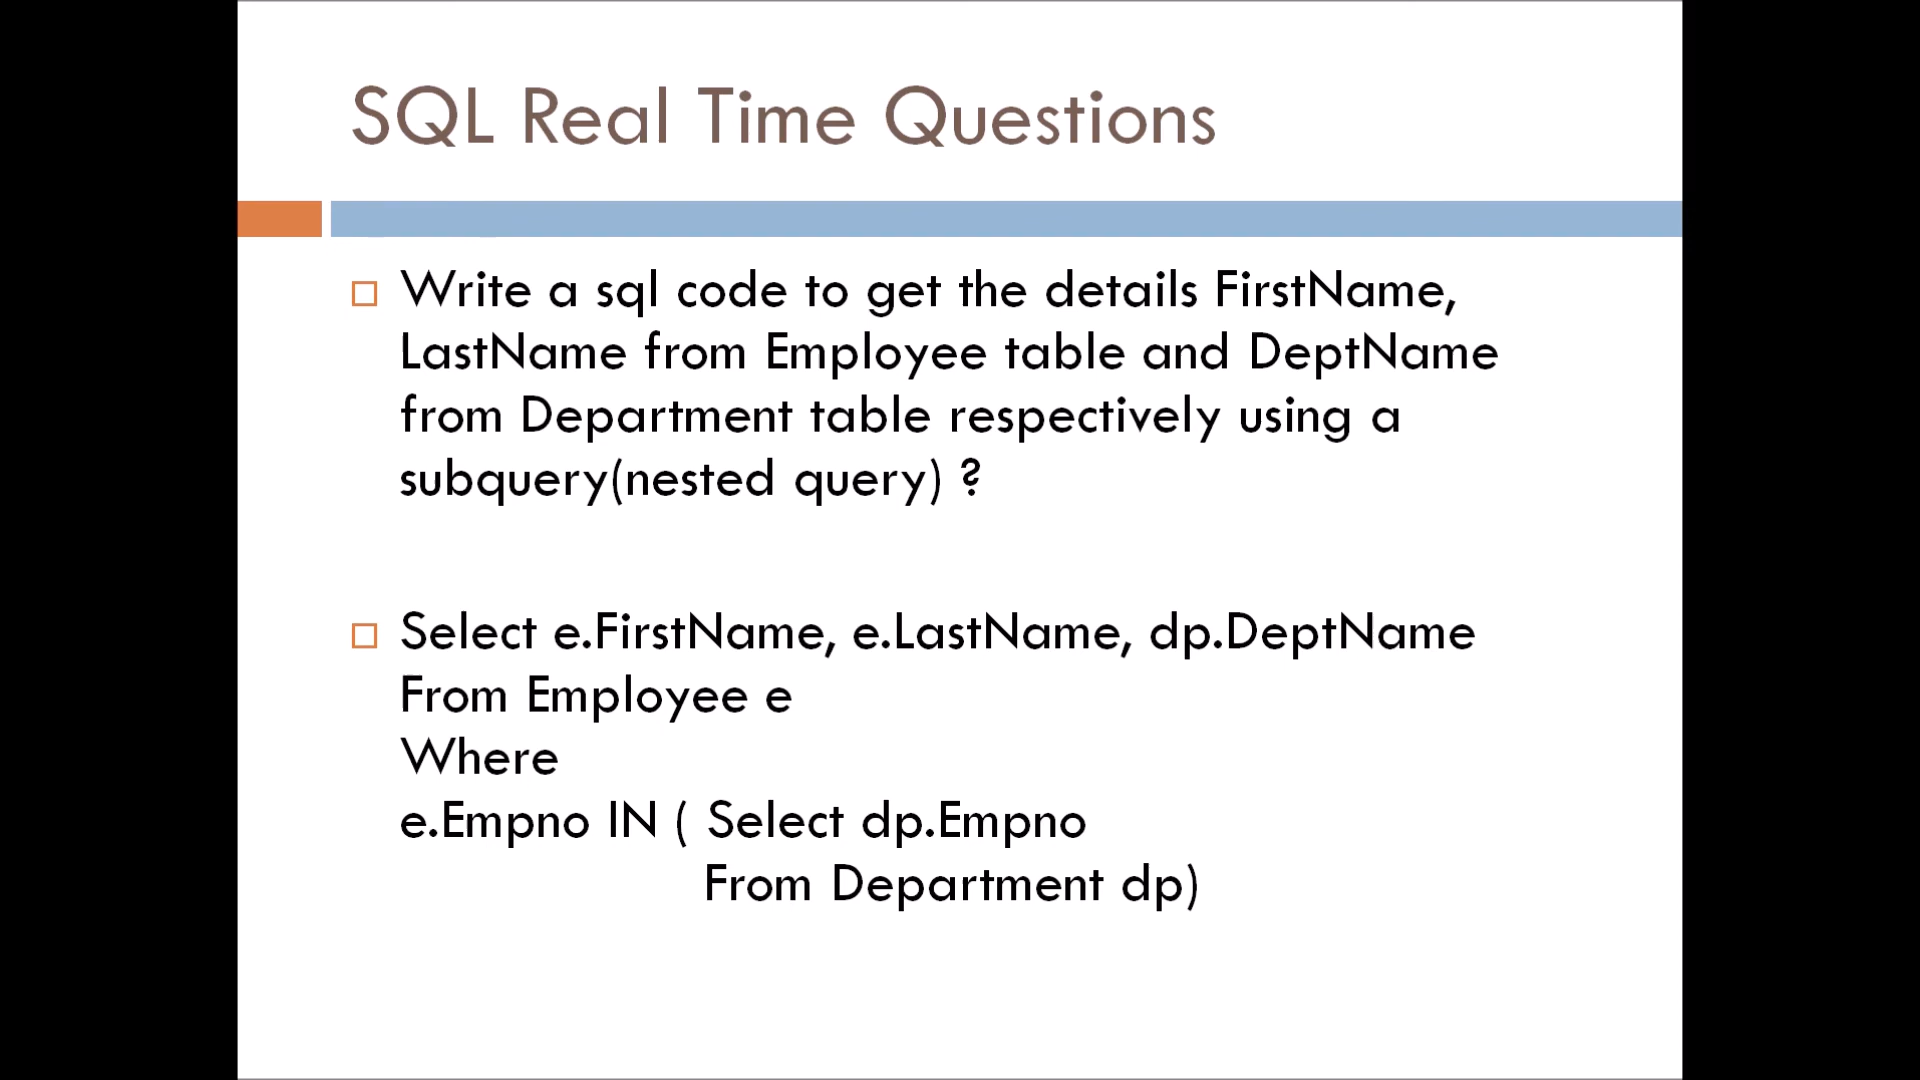 SQL Real Time Questions
Write a sql code to get the details FirstName,
LastName from Employee table and DeptName
from Department table respectively using a
subquery(nested query) ?
Select e.FirstName, e.LastName, dp.DeptName
From Employee e
Where
e.Empno IN ( Select dp.Empno
From Department dp)